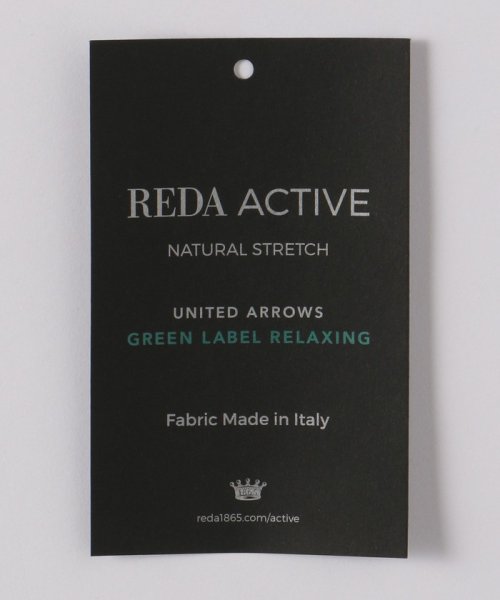 REDA ACTIVE
NATURAL STRETCH
UNITED ARROWS
GREEN LABEL RELAXING
Fabric Made in Italy
reda1865.com/active